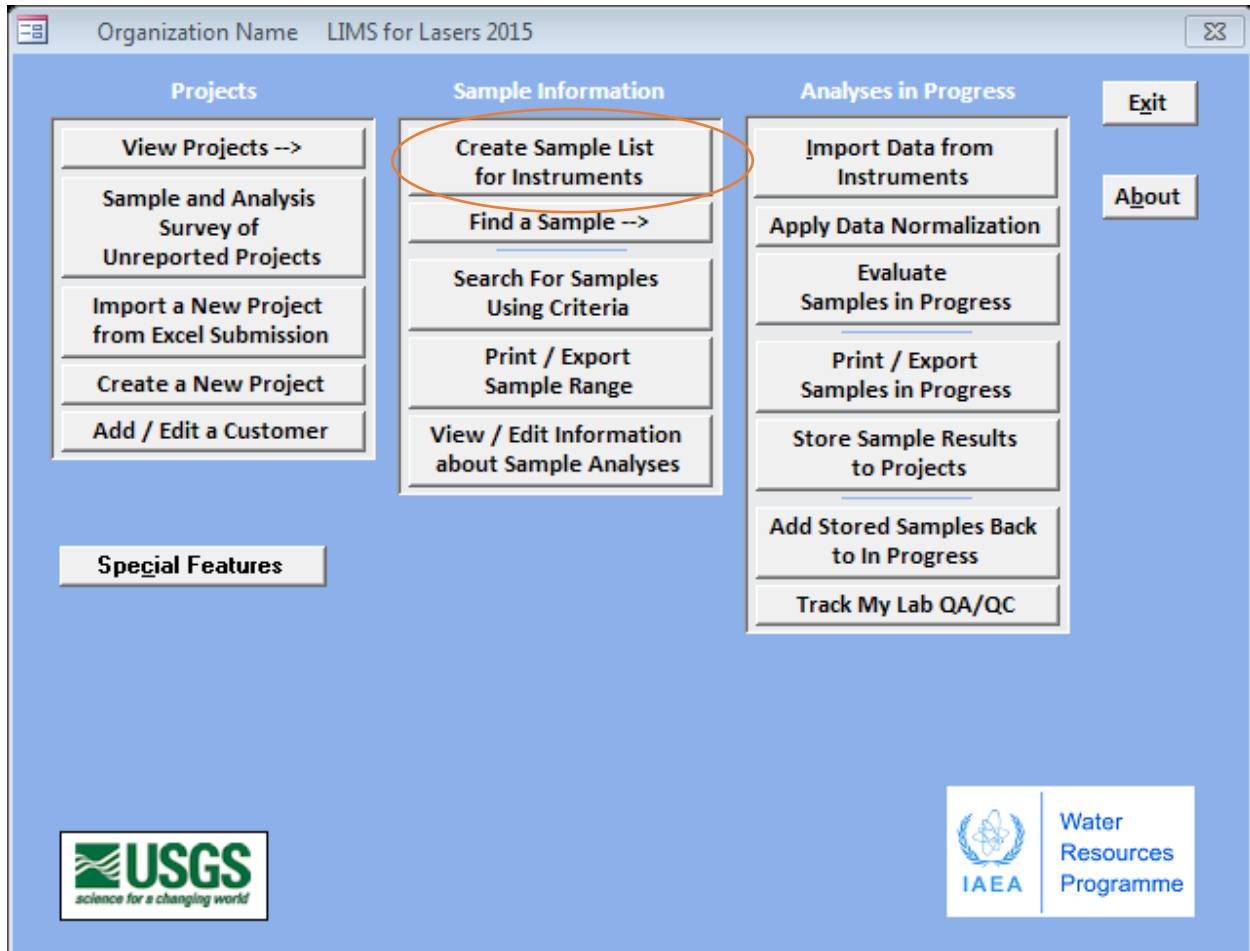 Organization Name LIMS for Lasers 2015
Projects
View Projects -->
Sample and Analysis
Survey of
Unreported Projects
Import a New Project
from Excel Submission
Create a New Project
Add / Edit a Customer
Special Features
Sample Information
Create Sample List
for Instruments
Find a Sample -->
Search For Samples
Using Criteria
Print / Export
Sample Range
View / Edit Information
about Sample Analyses
Analyses in Progress
Import Data from
Instruments
Apply Data Normalization
Evaluate
Samples in Progress
Print / Export
Samples in Progress
Store Sample Results
to Projects
Add Stored Samples Back
to In Progress
Track My Lab QA/QC
Exit
About
USGS
science for a changing world
IAEA
Water
Resources
Programme